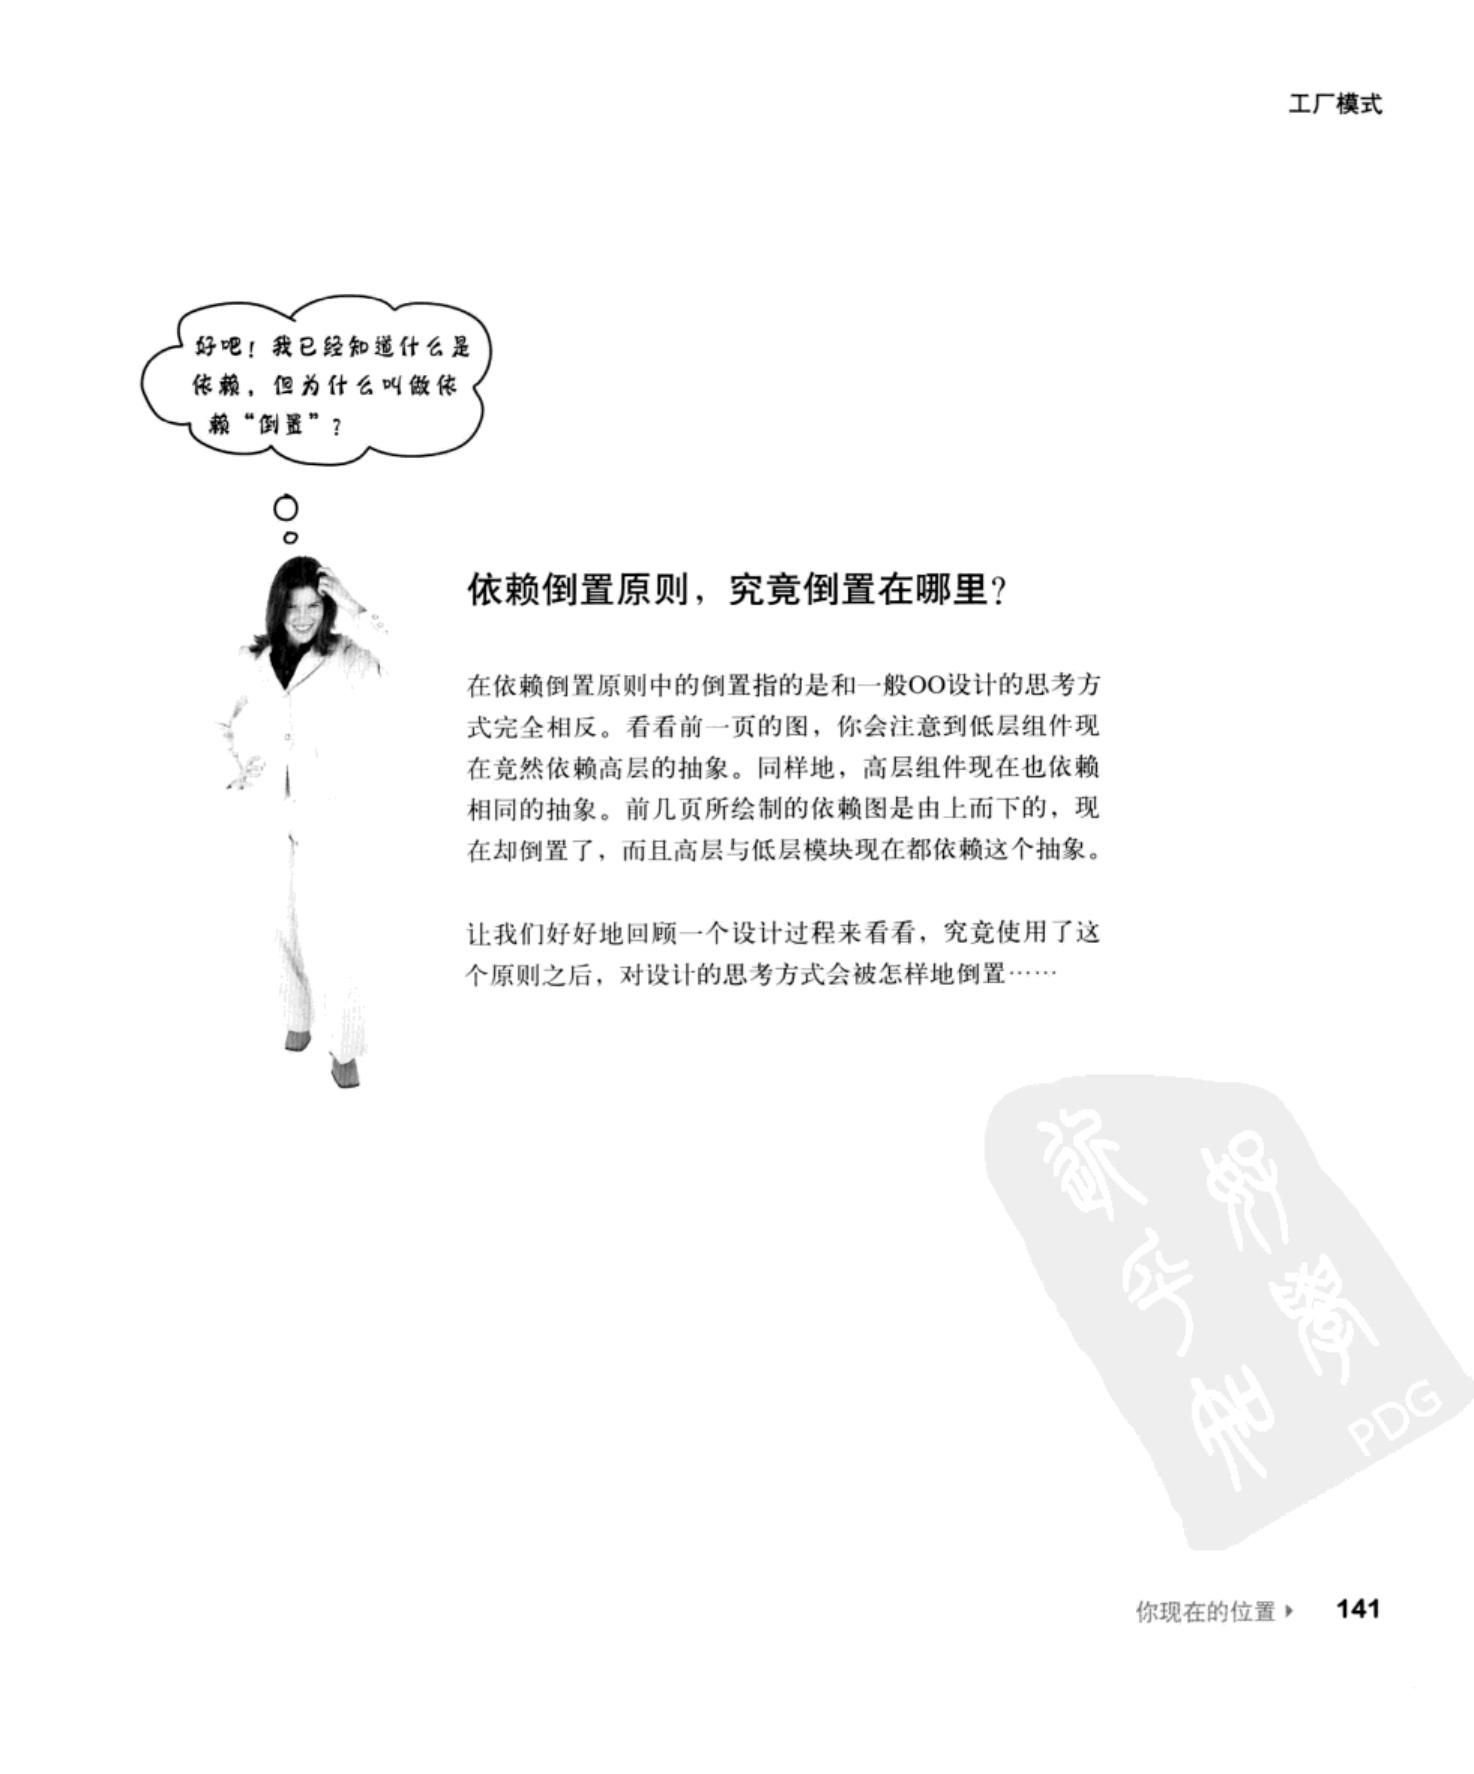 工厂模式
好吧！我已经知道什么是
依赖，但为什么叫做依
赖“倒置”？
依赖倒置原则，究竟倒置在哪里？
在依赖倒置原则中的倒置指的是和一般OO设计的思考方
式完全相反。看看前一页的图，你会注意到低层组件现
在竟然依赖高层的抽象。同样地，高层组件现在也依赖
相同的抽象。前几页所绘制的依赖图是由上而下的，现
在却倒置了，而且高层与低层模块现在都依赖这个抽象。
让我们好好地回顾一个设计过程来看看，究竟使用了这
个原则之后，对设计的思考方式会被怎样地倒置……
PDG
你现在的位置 141